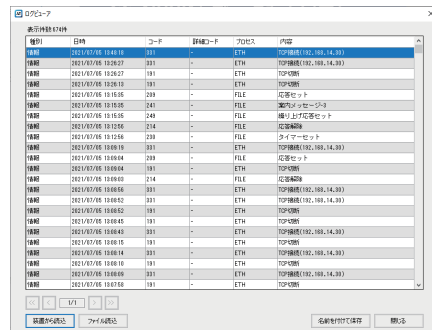 ログビューア
表示件数:674件
種別 日時 コード 詳細コード プロセス 内容
情報 2021/07/05 13:48:18 331 - ETH TCP接続(192.168.14.30)
情報 2021/07/05 13:26:27 331 - ETH TCP接続(192.168.14.30)
情報 2021/07/05 13:26:27 191 - ETH TCP切断
情報 2021/07/05 13:26:13 191 - ETH TCP切断
情報 2021/07/05 13:15:35 209 - FILE 応答セット
情報 2021/07/05 13:15:35 241 - FILE 案内メッセージ-3
情報 2021/07/05 13:15:35 249 - FILE 繰り上げ応答セット
情報 2021/07/05 13:12:56 214 - FILE 応答解除
情報 2021/07/05 13:12:56 230 - FILE タイマーセット
情報 2021/07/05 13:09:19 331 - ETH TCP接続(192.168.14.30)
情報 2021/07/05 13:09:04 209 - FILE 応答セット
情報 2021/07/05 13:09:04 191 - ETH TCP切断
情報 2021/07/05 13:09:03 214 - FILE 応答解除
情報 2021/07/05 13:08:56 331 - ETH TCP接続(192.168.14.30)
情報 2021/07/05 13:08:52 331 - ETH TCP接続(192.168.14.30)
情報 2021/07/05 13:08:52 191 - ETH TCP切断
情報 2021/07/05 13:08:45 191 - ETH TCP切断
情報 2021/07/05 13:08:43 331 - ETH TCP接続(192.168.14.30)
情報 2021/07/05 13:08:15 191 - ETH TCP切断
情報 2021/07/05 13:08:14 331 - ETH TCP接続(192.168.14.30)
情報 2021/07/05 13:08:10 191 - ETH TCP切断
情報 2021/07/05 13:08:09 331 - ETH TCP接続(192.168.14.30)
情報 2021/07/05 13:07:58 191 - ETH TCP切断
<< < 1/1 > >>
装置から読込 ファイル読込 名前を付けて保存 閉じる